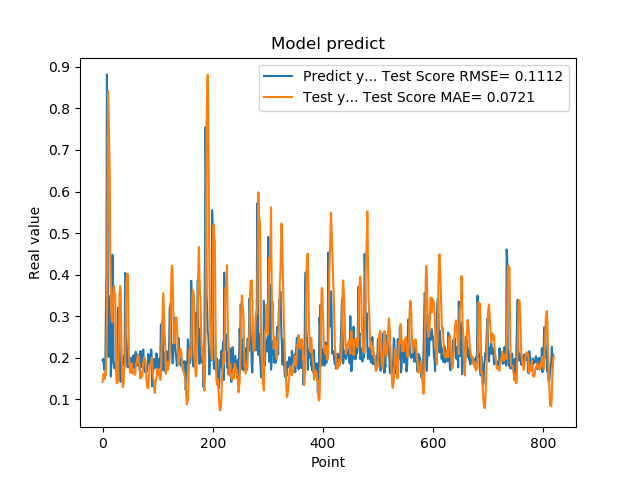 Model predict
Predict y... Test Score RMSE= 0.1112
Test y... Test Score MAE= 0.0721
Real value
0.9
0.8
0.7
0.6
0.5
0.4
0.3
0.2
0.1
0 200 400 600 800
Point